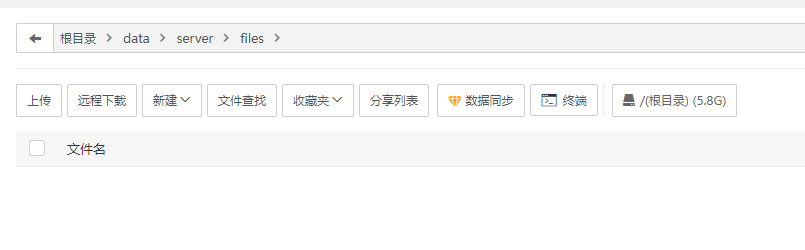 根目录 data server files
上传 远程下载 新建 文件查找 收藏夹 分享列表 数据同步 终端 /(根目录) (5.8G)
文件名